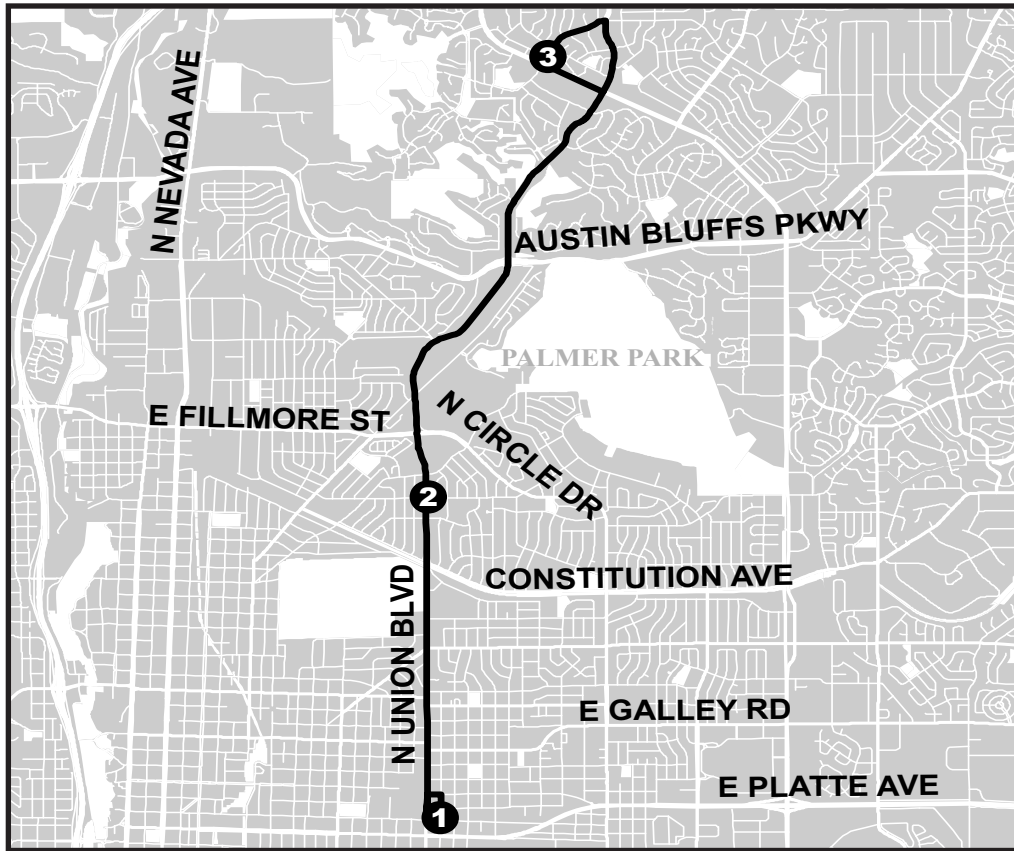 3
N NEVADA AVE
AUSTIN BLUFFS PKWY
PALMER PARK
E FILLMORE ST
N CIRCLE DR
2
CONSTITUTION AVE
N UNION BLVD
E GALLEY RD
E PLATTE AVE
1